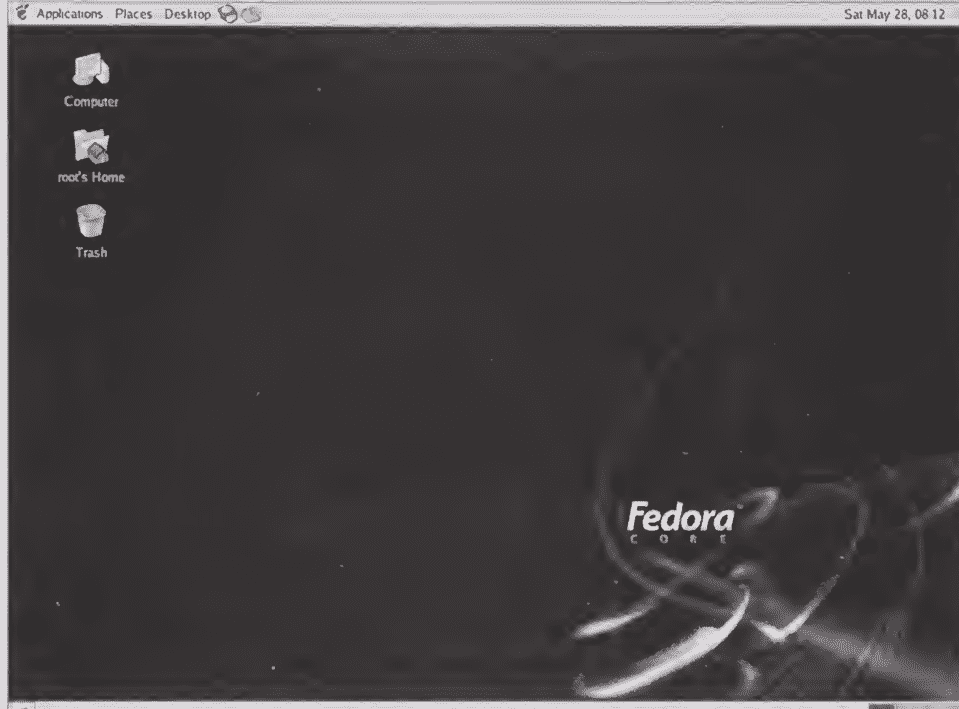 Applications Places Desktop
Sat May 28, 08 12
Computer
root's Home
Trash
Fedora
CORE